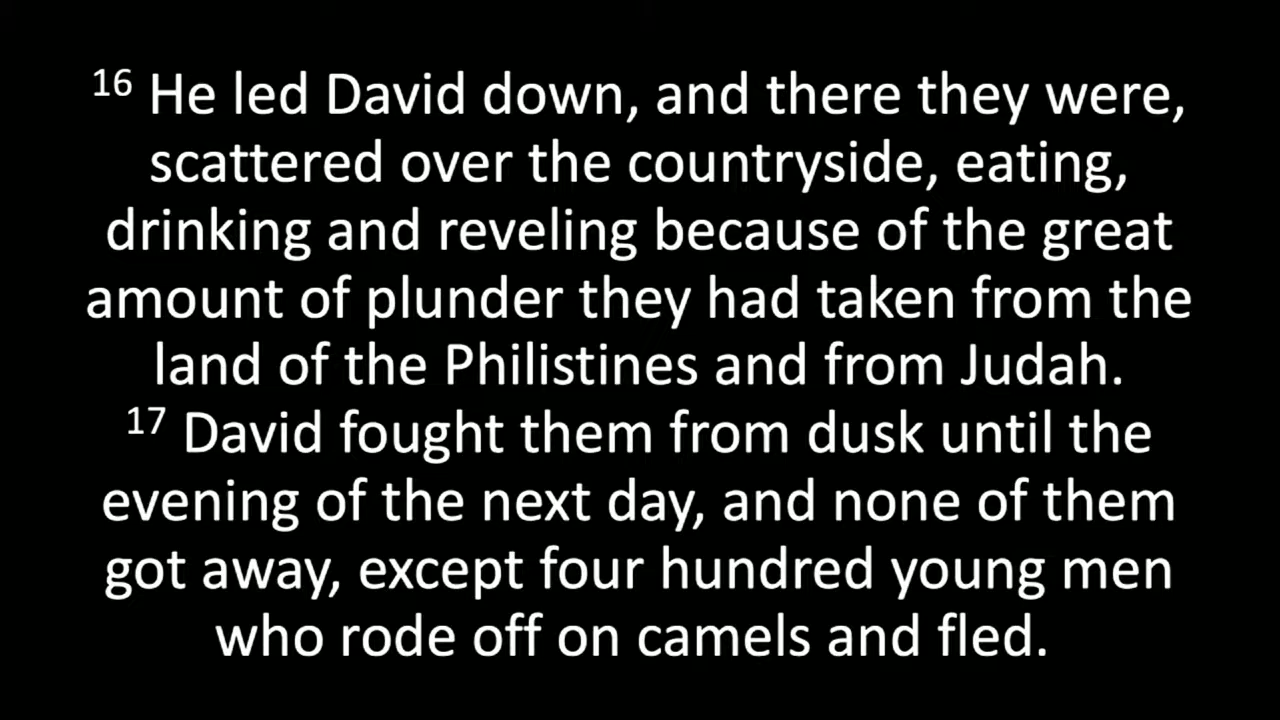 16 He led David down, and there they were,
scattered over the countryside, eating,
drinking and reveling because of the great
amount of plunder they had taken from the
land of the Philistines and from Judah.
17 David fought them from dusk until the
evening of the next day, and none of them
got away, except four hundred young men
who rode off on camels and fled.